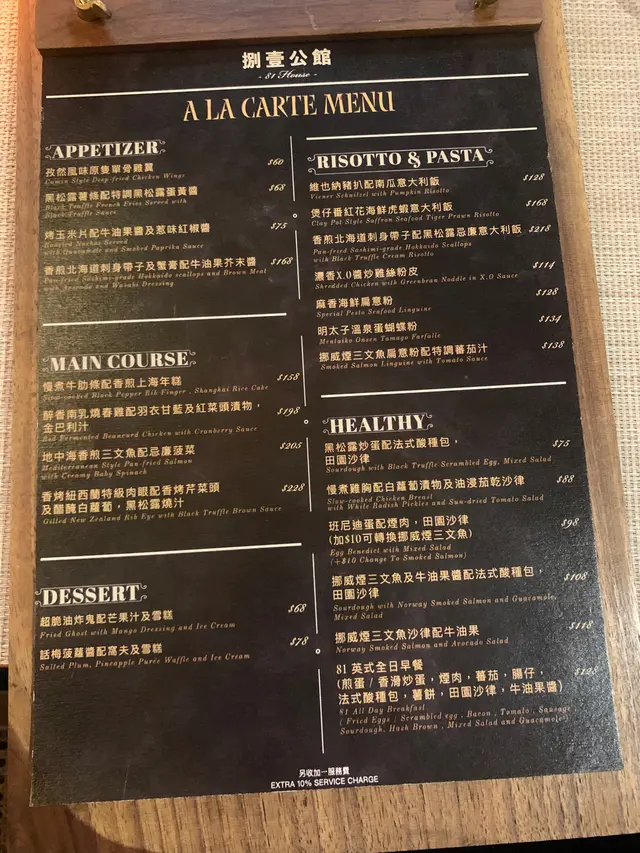 捌壹公館
- 81 House -
A LA CARTE MENU
APPETIZER
孜然風味原隻單骨雞翼 $60
Cumin Style Deep-fried Chicken Wings
黑松露薯條配特調黑松露蛋黃醬 $68
Black Truffle French Fries Served with
Black Truffle Sauce
烤玉米片配牛油果醬及惹味紅椒醬 $75
Roasted Nachos Served
with Guacamole and Smoked Paprika Sauce
香煎北海道刺身帶子及蟹膏配牛油果芥末醬 $168
Pan-fried Sashimi-grade Hokkaido scallops and Brown Meat
with Avocado and Wasabi Dressing
MAIN COURSE
慢煮牛肋條配香煎上海年糕 $158
Slow-cooked Black Pepper Rib Finger , Shanghai Rice Cake
醉香南乳燒春雞配羽衣甘藍及紅菜頭漬物，
金巴利汁 $198
Red Fermented Beancurd Chicken with Cranberry Sauce
地中海香煎三文魚配忌廉菠菜 $205
Mediterranean Style Pan-fried Salmon
with Creamy Baby Spinach
香烤紐西蘭特級肉眼配香烤芹菜頭
及醋醃白蘿蔔，黑松露燒汁 $228
Gilled New Zealand Rib Eye with Black Truffle Brown Sauce
DESSERT
超脆油炸鬼配芒果汁及雪糕 $68
Fried Ghost with Mango Dressing and Ice Cream
話梅菠蘿醬配窩夫及雪糕 $78
Salted Plum, Pineapple Purée Waffle and Ice Cream
RISOTTO & PASTA
維也納豬扒配南瓜意大利飯 $128
Viener Schnitzel with Pumpkin Risotto
煲仔番紅花海鮮虎蝦意大利飯 $168
Clay Pot Style Saffron Seafood Tiger Prawn Risotto
香煎北海道刺身帶子配黑松露忌廉意大利飯 $218
Pan-fried Sashimi-grade Hokkaido Scallops
with Black Truffle Cream Risotto
濃香X.O醬炒雞絲粉皮 $114
Shredded Chicken with Greenbean Noddle in X.O Sauce
麻香海鮮扁意粉 $128
Special Pesto Seafood Linguine
明太子溫泉蛋蝴蝶粉 $134
Mentaiko Onsen Tamago Farfalle
挪威煙三文魚扁意粉配特調蕃茄汁 $138
Smoked Salmon Linguine with Tomato Sauce
HEALTHY
黑松露炒蛋配法式酸種包，
田園沙律 $75
Sourdough with Black Truffle Scrambled Egg, Mixed Salad
慢煮雞胸配白蘿蔔漬物及油浸茄乾沙律 $88
Slow-cooked Chicken Breast
with White Radish Pickles and Sun-dried Tomato Salad
班尼迪蛋配煙肉，田園沙律 $98
(加$10可轉換挪威煙三文魚)
Egg Benedict with Mixed Salad
(+$10 Change To Smoked Salmon)
挪威煙三文魚及牛油果醬配法式酸種包，
田園沙律 $108
Sourdough with Norway Smoked Salmon and Guacamole,
Mixed Salad
挪威煙三文魚沙律配牛油果 $118
Norway Smoked Salmon and Avocado Salad
81 英式全日早餐 $128
(煎蛋 / 香滑炒蛋，煙肉，蕃茄，腸仔，
法式酸種包，薯餅，田園沙律，牛油果醬)
81 All Day Breakfast
( Fried Eggs / Scrambled egg , Bacon , Tomato , Sausage
Sourdough, Hash Brown , Mixed Salad and Guacamole)
另收加一服務費
EXTRA 10% SERVICE CHARGE